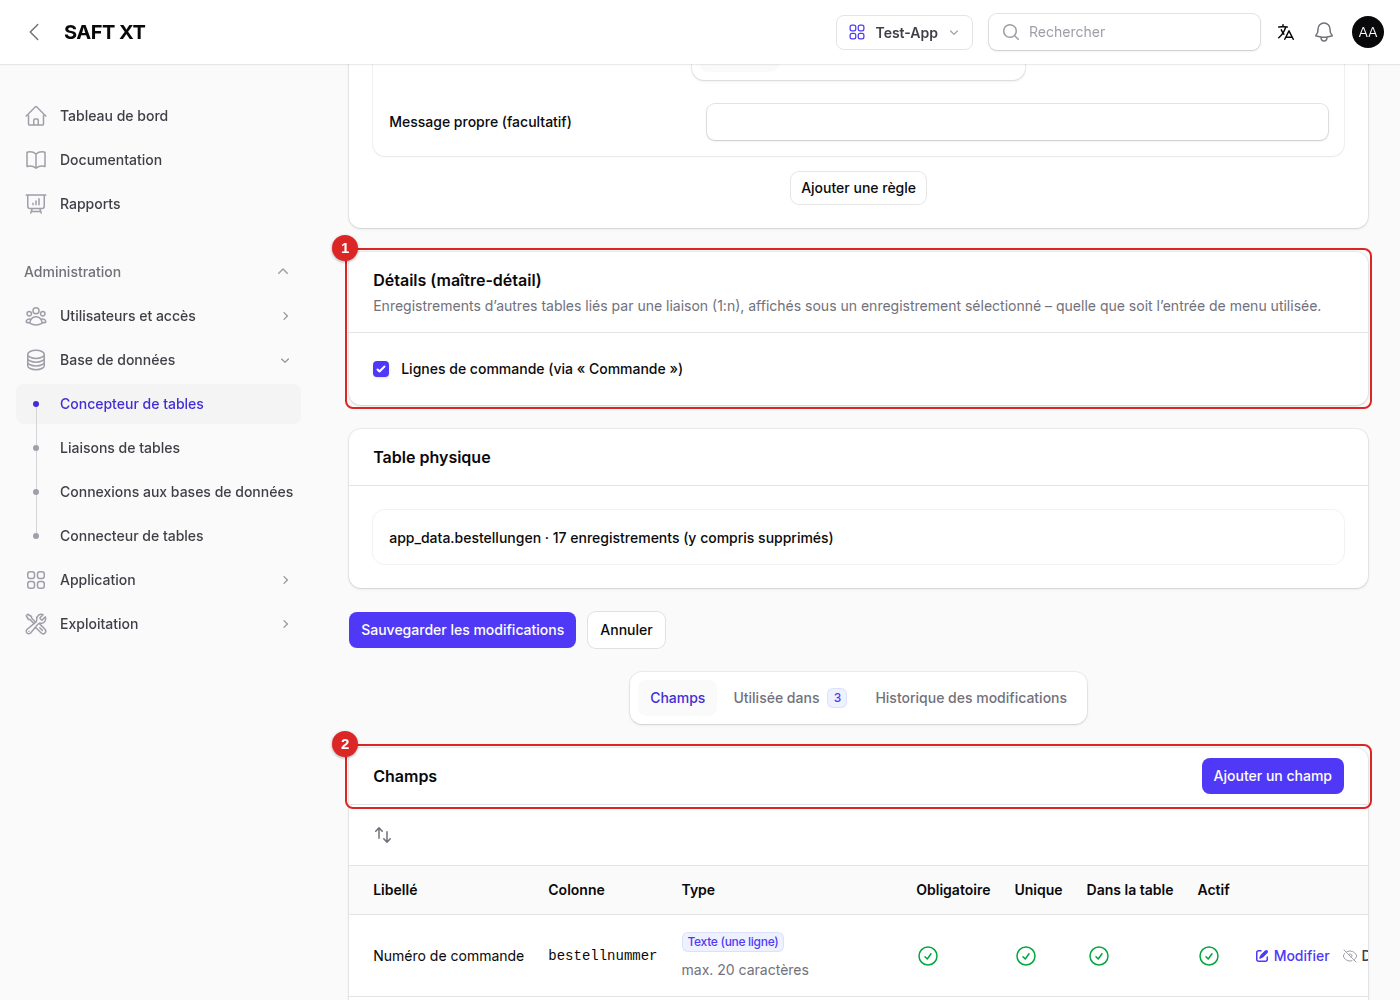 SAFT XT
Test-App
Rechercher
AA
Tableau de bord
Documentation
Rapports
Administration
Utilisateurs et accès
Base de données
Concepteur de tables
Liaisons de tables
Connexions aux bases de données
Connecteur de tables
Application
Exploitation
Message propre (facultatif)
Ajouter une règle
1
Détails (maître-détail)
Enregistrements d’autres tables liés par une liaison (1:n), affichés sous un enregistrement sélectionné – quelle que soit l’entrée de menu utilisée.
Lignes de commande (via « Commande »)
Table physique
app_data.bestellungen · 17 enregistrements (y compris supprimés)
Sauvegarder les modifications
Annuler
Champs
Utilisée dans 3
Historique des modifications
2
Champs
Ajouter un champ
Libellé Colonne Type Obligatoire Unique Dans la table Actif
Numéro de commande bestellnummer Texte (une ligne) Modifier
max. 20 caractères